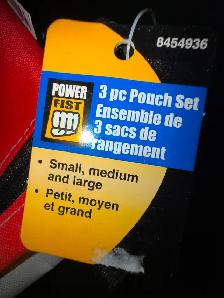 8454936
POWER
FIST
3 pc Pouch Set
Ensemble de
3 sacs de
rangement
• Small, medium
and large
• Petit, moyen
et grand